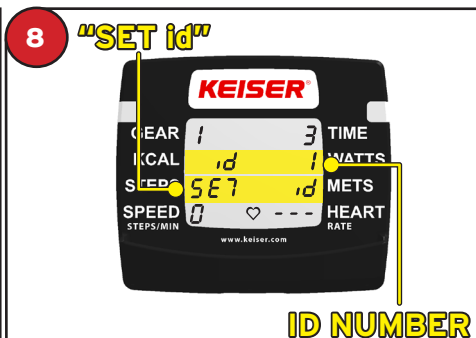 8 "SET id"
KEISER®
GEAR 1 3 TIME
KCAL id 1 WATTS
STEPS SET id METS
SPEED 0 ♡ --- HEART
STEPS/MIN RATE
www.keiser.com
ID NUMBER